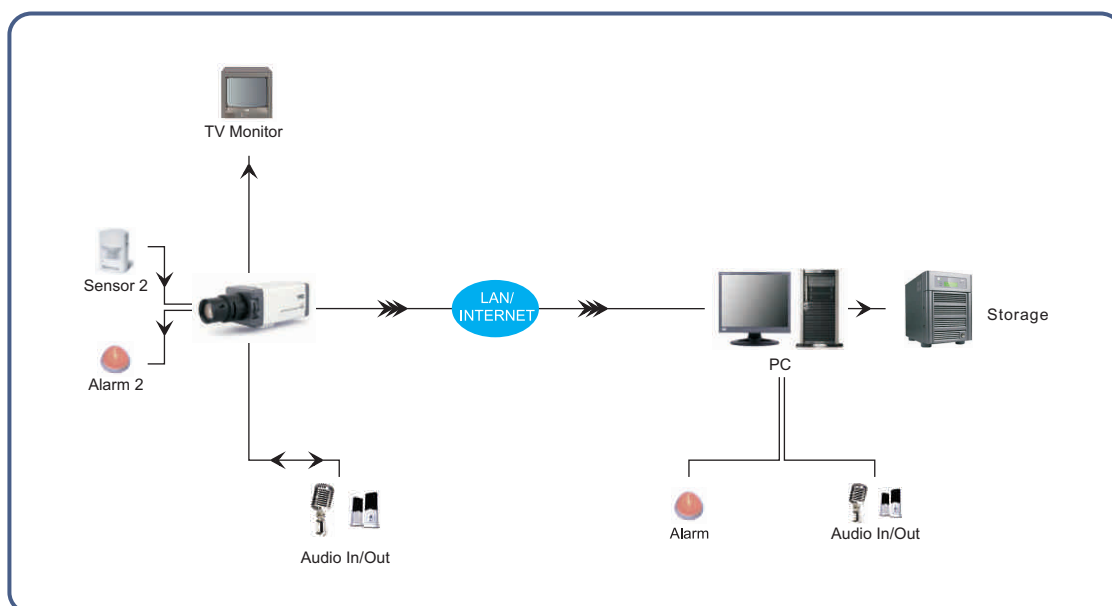 TV Monitor
Sensor 2
Alarm 2
LAN/
INTERNET
PC
Storage
Audio In/Out
Alarm
Audio In/Out